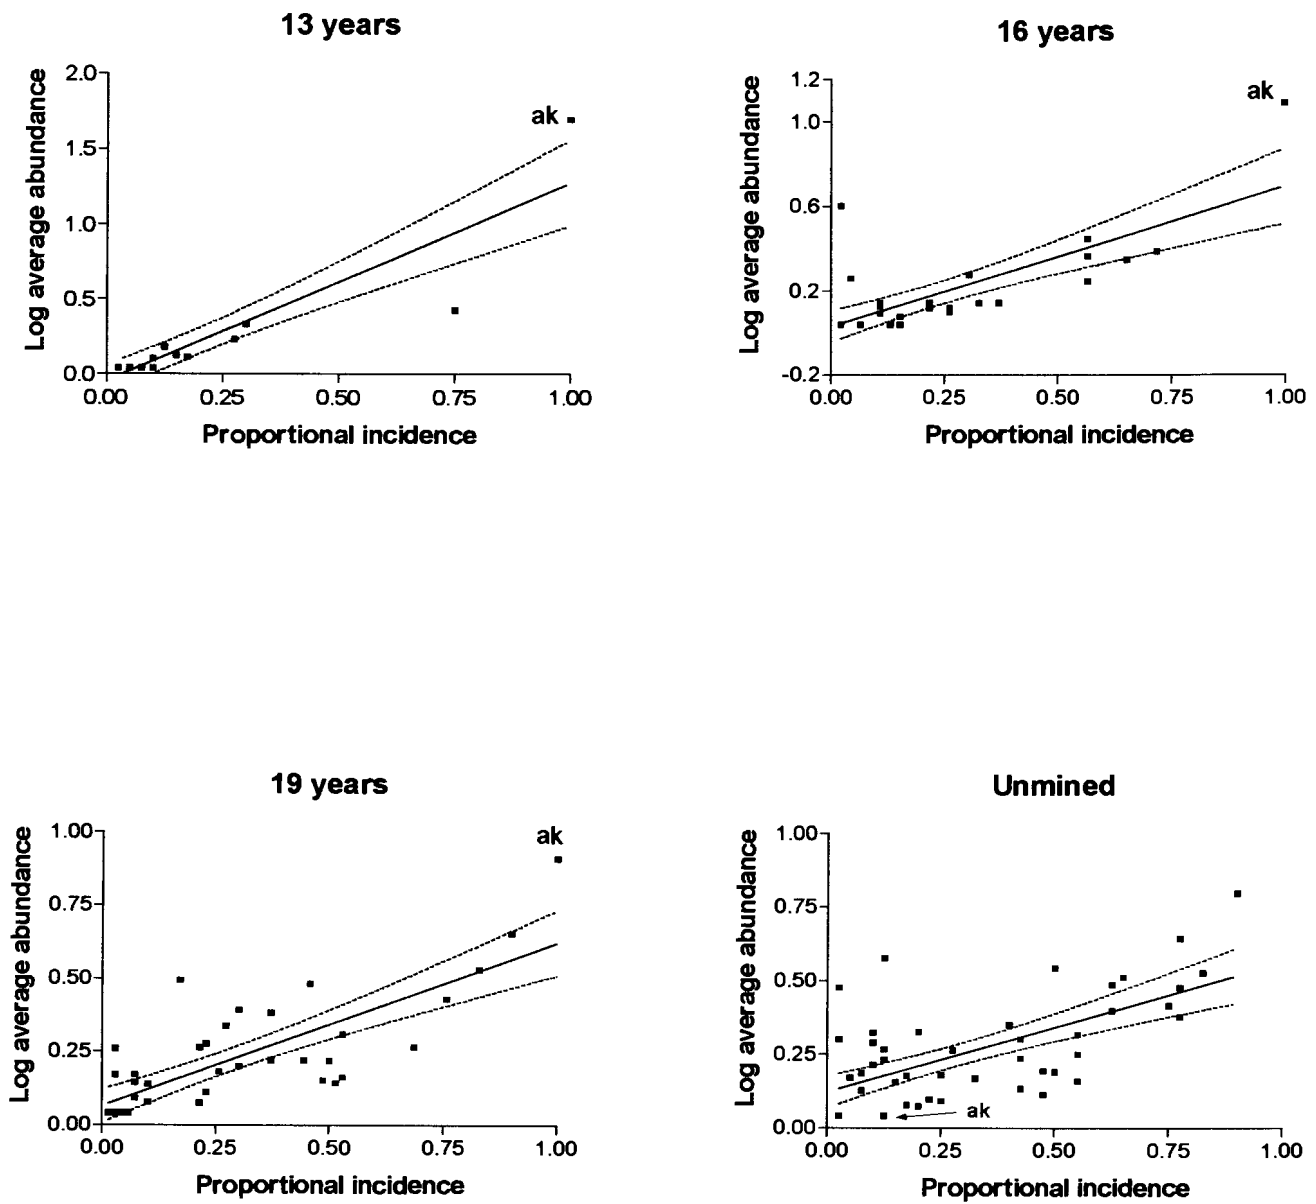 13 years
Log average abundance
2.0
1.5
1.0
0.5
0.0
ak
0.00 0.25 0.50 0.75 1.00
Proportional incidence
16 years
Log average abundance
1.2
1.0
0.6
0.2
-0.2
ak
0.00 0.25 0.50 0.75 1.00
Proportional incidence
19 years
Log average abundance
1.00
0.75
0.50
0.25
0.00
ak
0.00 0.25 0.50 0.75 1.00
Proportional incidence
Unmined
Log average abundance
1.00
0.75
0.50
0.25
0.00
ak
0.00 0.25 0.50 0.75 1.00
Proportional incidence